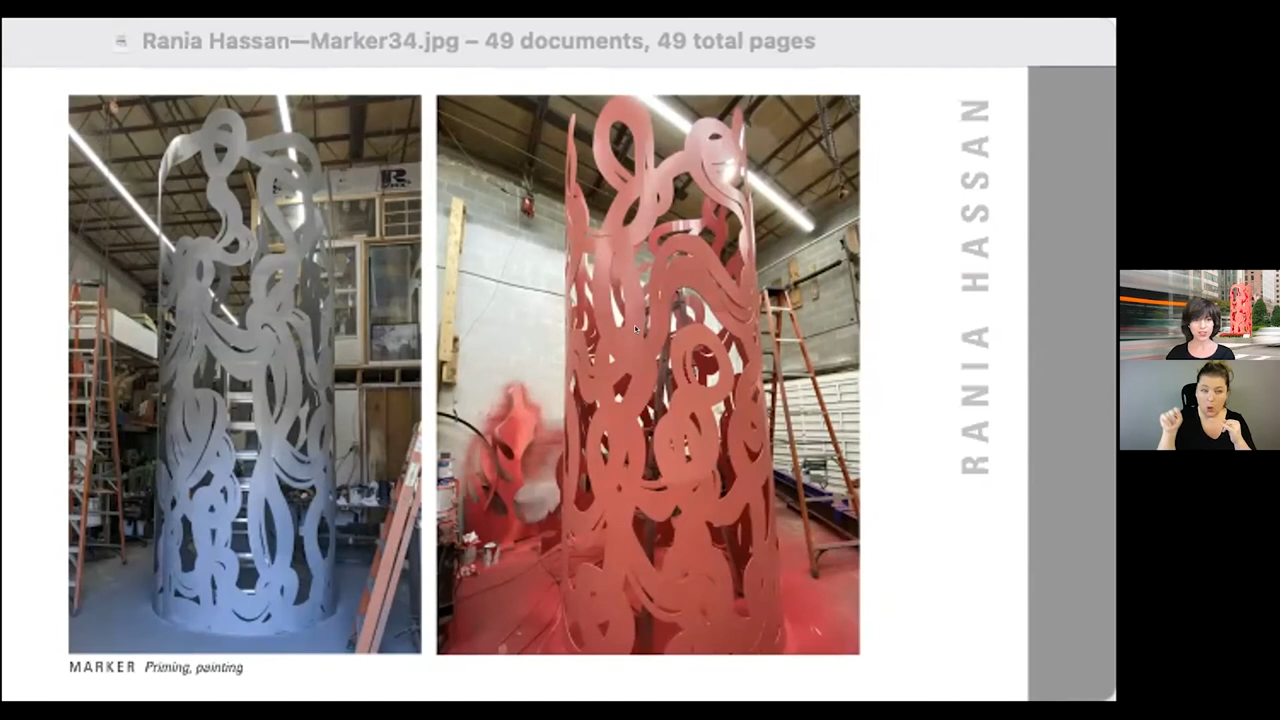 Rania Hassan—Marker34.jpg – 49 documents, 49 total pages
RANIA HASSAN
MARKER Priming, painting